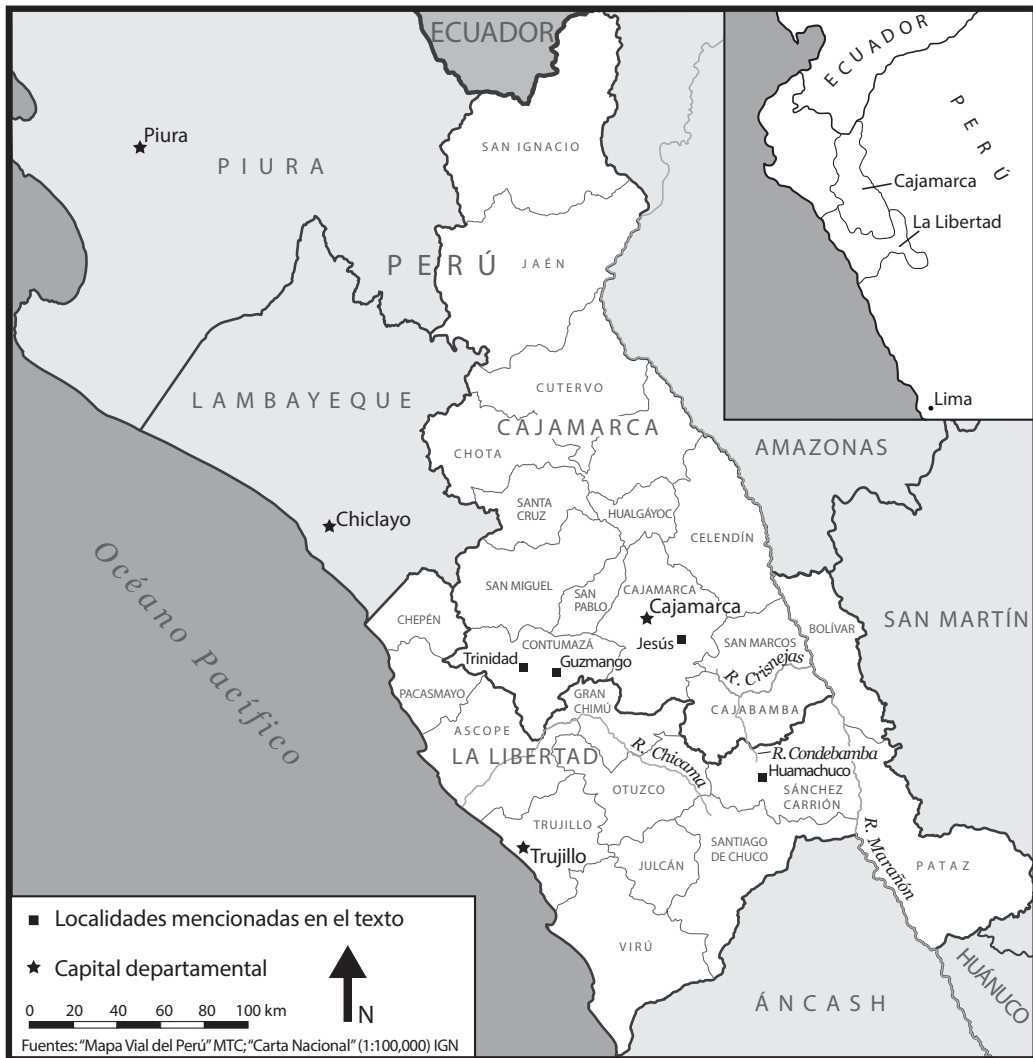 ECUADOR
Piura
PIURA
SAN IGNACIO
PERÚ
JAÉN
LAMBAYEQUE
CUTERVO
CAJAMARCA
CHOTA
AMAZONAS
SANTA
CRUZ
HUALGÁYOC
Chiclayo
CELENDÍN
SAN MIGUEL
SAN
PABLO
CAJAMARCA
Cajamarca
CHEPÉN
CONTUMAZÁ
Jesús
SAN MARCOS
BOLÍVAR
SAN MARTÍN
Trinidad
Guzmango
R. Crisnejas
PACASMAYO
GRAN
CHIMÚ
CAJABAMBA
ASCOPE
LA LIBERTAD
R. Chicama
R. Condebamba
Huamachuco
OTUZCO
SÁNCHEZ
CARRIÓN
TRUJILLO
Trujillo
JULCÁN
SANTIAGO
DE CHUCO
R. Marañón
PATAZ
VIRÚ
HUÁNUCO
ÁNCASH
Océano Pacífico
ECUADOR
PERÚ
Cajamarca
La Libertad
Lima
Localidades mencionadas en el texto
Capital departamental
0 20 40 60 80 100 km
N
Fuentes: "Mapa Vial del Perú" MTC; "Carta Nacional" (1:100,000) IGN